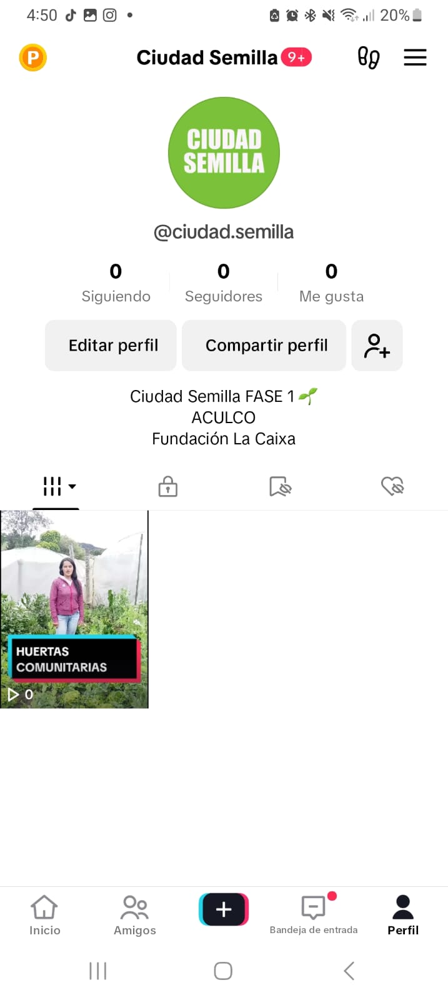 4:50
20%
P
Ciudad Semilla 9+
CIUDAD
SEMILLA
@ciudad.semilla
0 0 0
Siguiendo Seguidores Me gusta
Editar perfil Compartir perfil
Ciudad Semilla FASE 1🌱
ACULCO
Fundación La Caixa
HUERTAS
COMUNITARIAS
0
Inicio Amigos Bandeja de entrada Perfil